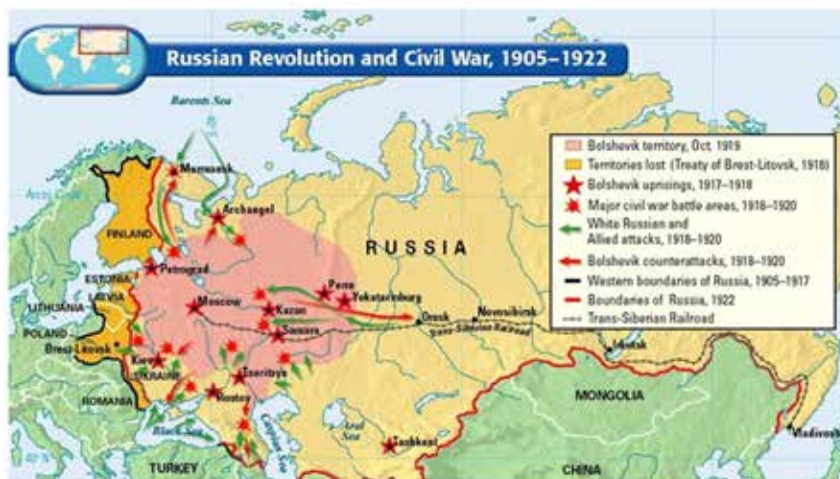 Russian Revolution and Civil War, 1905–1922
Barents Sea
Murmansk
Archangel
FINLAND
RUSSIA
ESTONIA
Petrograd
LATVIA
LITHUANIA
Moscow
Kazan
Perm
Yekaterinburg
Samara
Omsk
Novosibirsk
Trans-Siberian Railroad
Irkutsk
POLAND
Brest-Litovsk
Kiev
UKRAINE
Tsaritsyn
Rostov
ROMANIA
Black Sea
Caspian Sea
Aral Sea
Tashkent
MONGOLIA
Vladivostok
CHINA
TURKEY
40° N
Bolshevik territory, Oct. 1919
Territories lost (Treaty of Brest-Litovsk, 1918)
Bolshevik uprisings, 1917–1918
Major civil war battle areas, 1918–1920
White Russian and
Allied attacks, 1918–1920
Bolshevik counterattacks, 1918–1920
Western boundaries of Russia, 1905–1917
Boundaries of Russia, 1922
Trans-Siberian Railroad